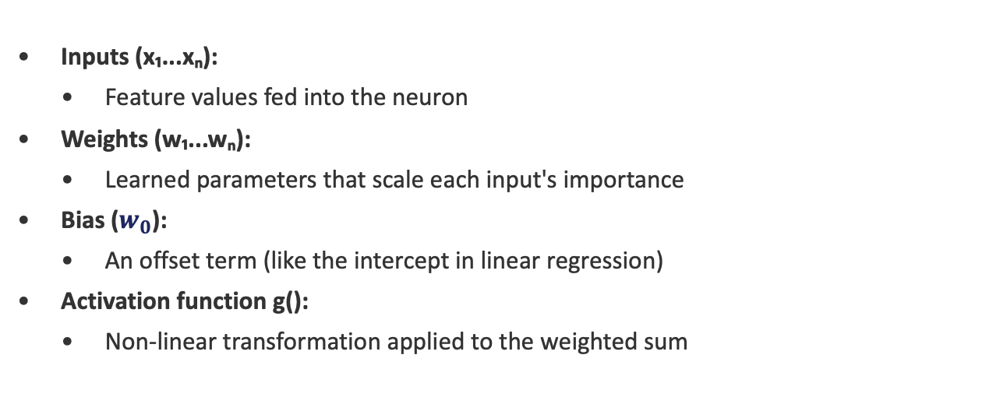 • Inputs (x₁...xₙ):
• Feature values fed into the neuron
• Weights (w₁...wₙ):
• Learned parameters that scale each input's importance
• Bias (w₀):
• An offset term (like the intercept in linear regression)
• Activation function g():
• Non-linear transformation applied to the weighted sum